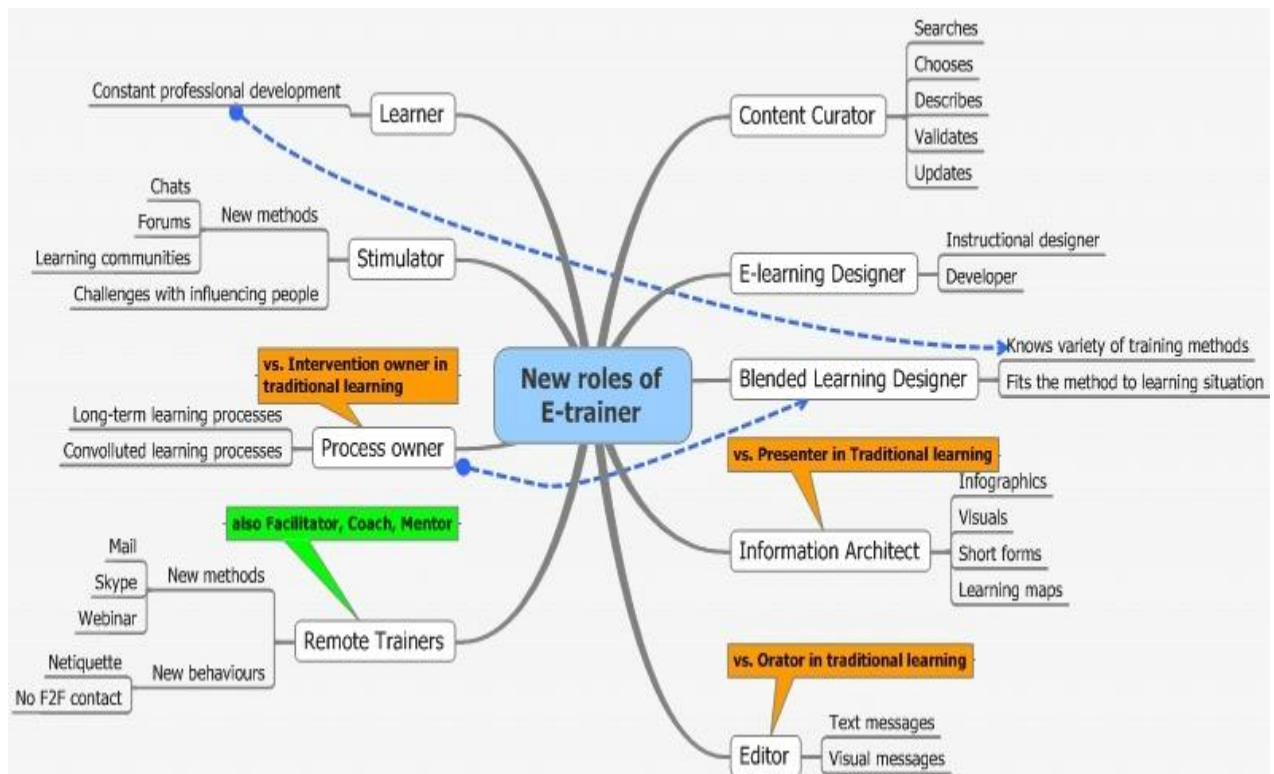 New roles of
E-trainer
Learner
Constant professional development
Stimulator
New methods
Chats
Forums
Learning communities
Challenges with influencing people
vs. Intervention owner in
traditional learning
Process owner
Long-term learning processes
Convolluted learning processes
also Facilitator, Coach, Mentor
Remote Trainers
New methods
Mail
Skype
Webinar
New behaviours
Netiquette
No F2F contact
Content Curator
Searches
Chooses
Describes
Validates
Updates
E-learning Designer
Instructional designer
Developer
Blended Learning Designer
Knows variety of training methods
Fits the method to learning situation
vs. Presenter in Traditional learning
Information Architect
Infographics
Visuals
Short forms
Learning maps
vs. Orator in traditional learning
Editor
Text messages
Visual messages